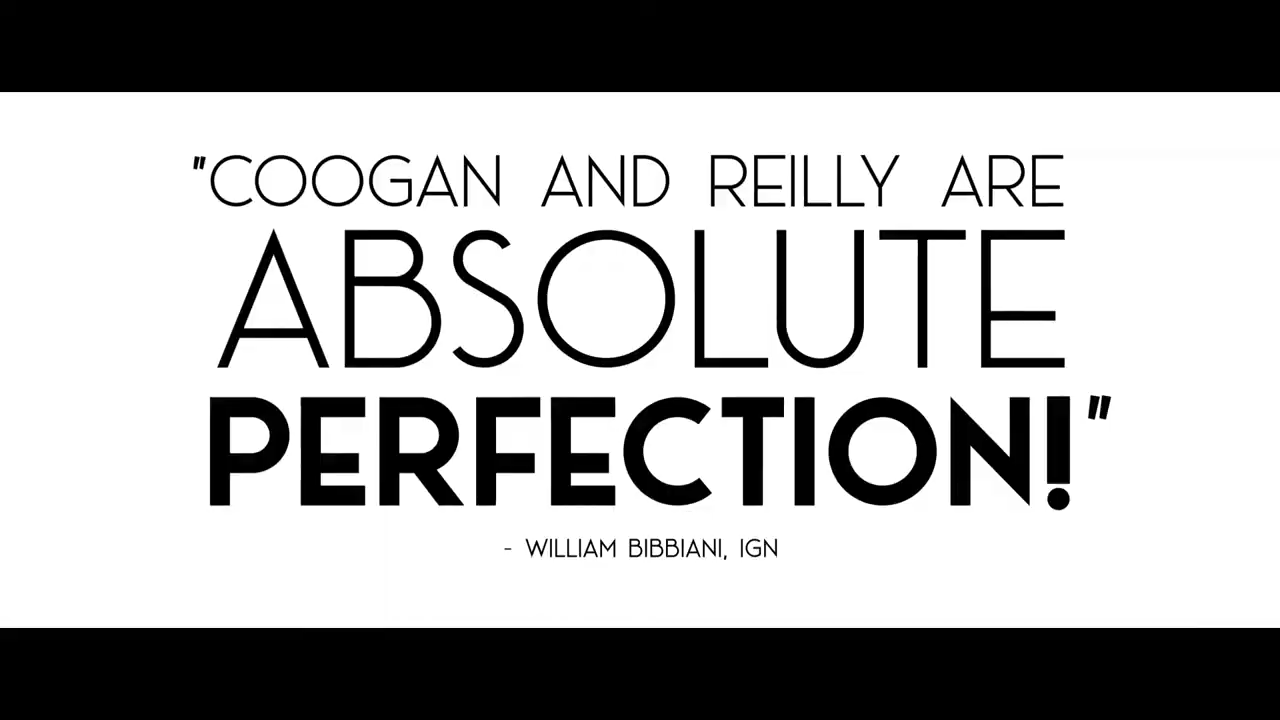 "COOGAN AND REILLY ARE
ABSOLUTE
PERFECTION!"
- WILLIAM BIBBIANI, IGN